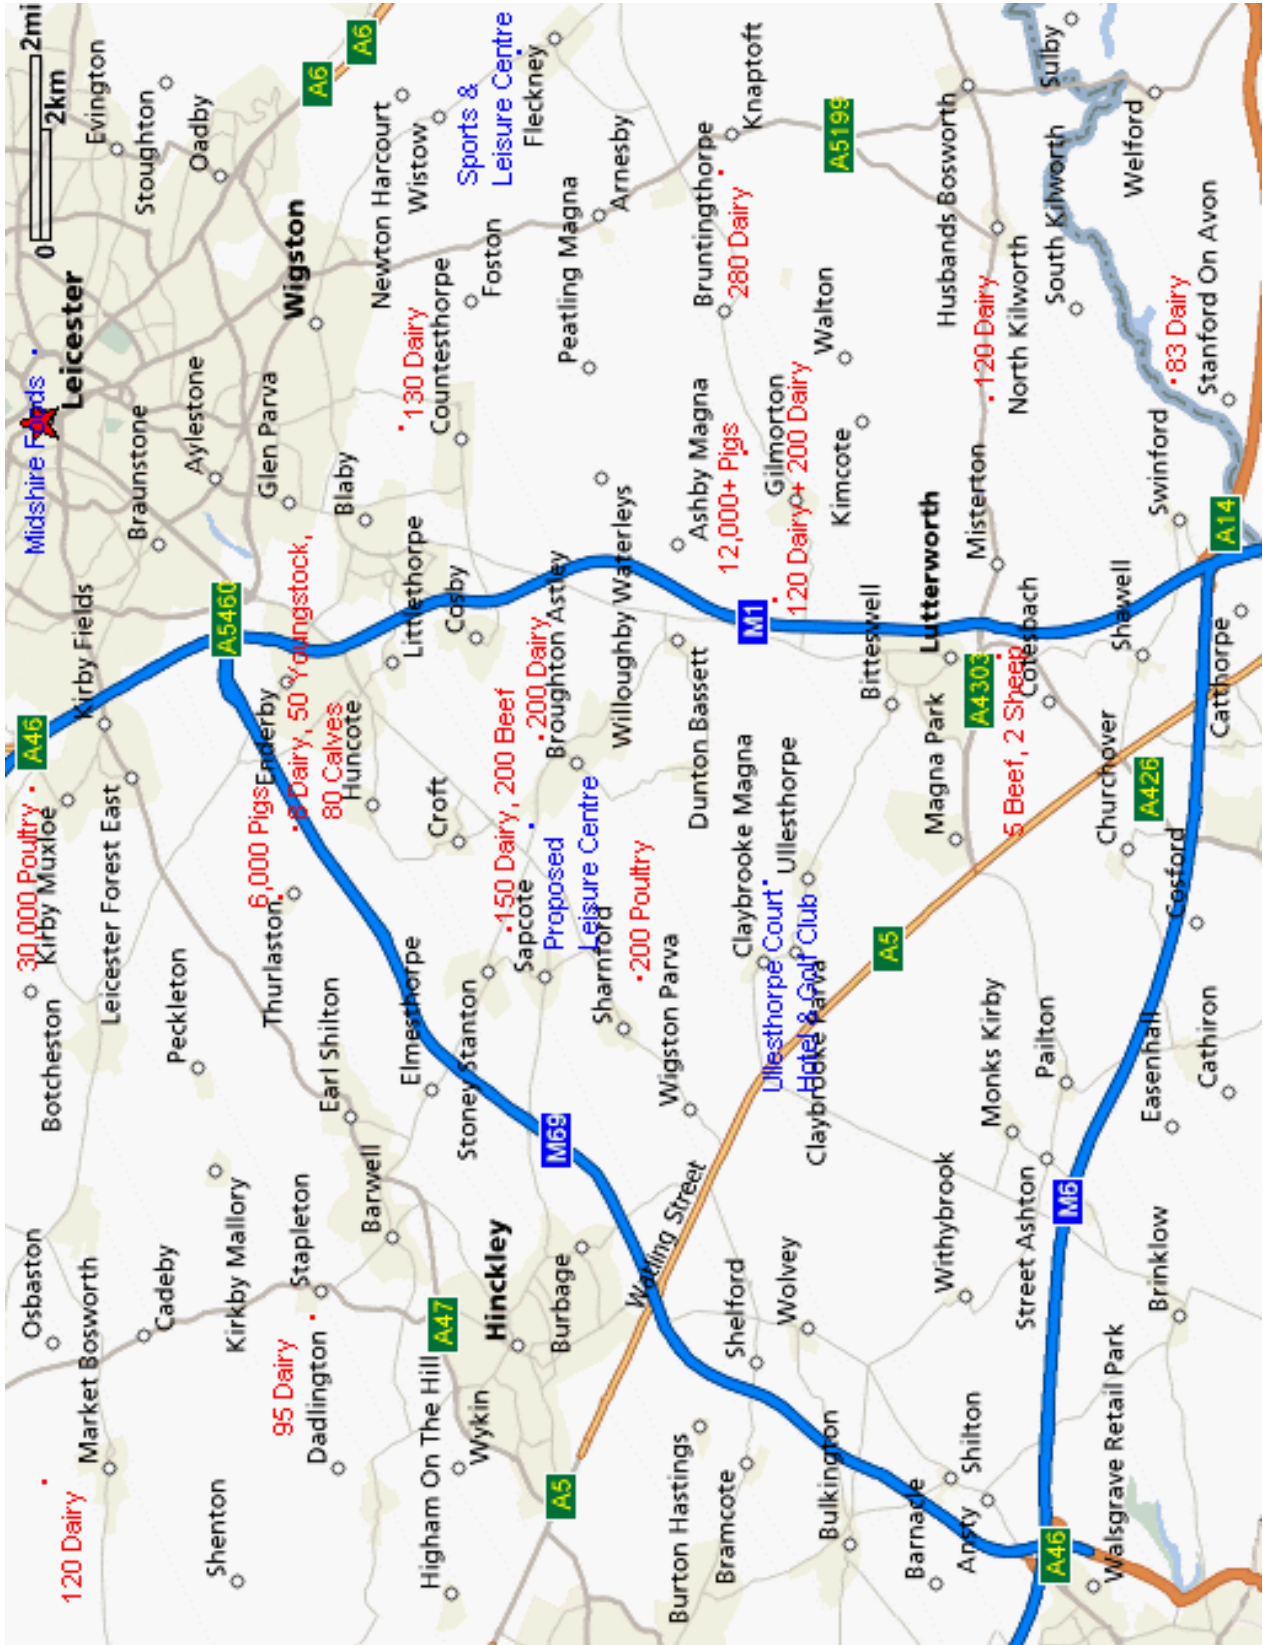 Osbaston
Botcheston
30,000 Poultry
Kirby Muxloe
A46
Midshire Foods
2mi
2km
0
120 Dairy
Market Bosworth
Leicester Forest East
Kirby Fields
Leicester
Evington
Cadeby
Peckleton
Braunstone
Stoughton
Shenton
Kirkby Mallory
A5460
Aylestone
Oadby
95 Dairy
Stapleton
Thurlaston
6,000 Pigs
Enderby
Glen Parva
Wigston
A6
A6
Dadlington
Earl Shilton
Dairy, 50 Youngstock,
80 Calves
Huncote
Blaby
Barwell
Newton Harcourt
Higham On The Hill
A47
Elmesthorpe
Croft
Littlethorpe
130 Dairy
Countesthorpe
Wistow
Wykin
Hinckley
Stoney Stanton
Cosby
Foston
Sports &
Leisure Centre
Fleckney
150 Dairy, 200 Beef
Sapcote
200 Dairy
A5
Burbage
M69
Proposed
Leisure Centre
Broughton Astley
Peatling Magna
Arnesby
Sharnford
Willoughby Waterleys
Watling Street
200 Poultry
Wigston Parva
Burton Hastings
Dunton Bassett
Ashby Magna
Bruntingthorpe
Bramcote
Shelford
Claybrooke Magna
M1
12,000+ Pigs
280 Dairy
Knaptoft
Wolvey
Ullesthorpe Court
Hotel & Golf Club
Ullesthorpe
Gilmorton
120 Dairy + 200 Dairy
Walton
Claybrooke Parva
Bulkington
A5
Bitteswell
Kimcote
A5199
Barnacle
Withybrook
Magna Park
Lutterworth
Husbands Bosworth
Ansty
Shilton
Monks Kirby
A4303
Misterton
120 Dairy
North Kilworth
5 Beef, 2 Sheep
Cotesbach
Street Ashton
Pailton
South Kilworth
Sulby
A46
M6
Walsgrave Retail Park
Churchover
Shawell
Welford
Brinklow
Easenhall
A426
Cosford
Swinford
83 Dairy
Cathiron
Catthorpe
A14
Stanford On Avon